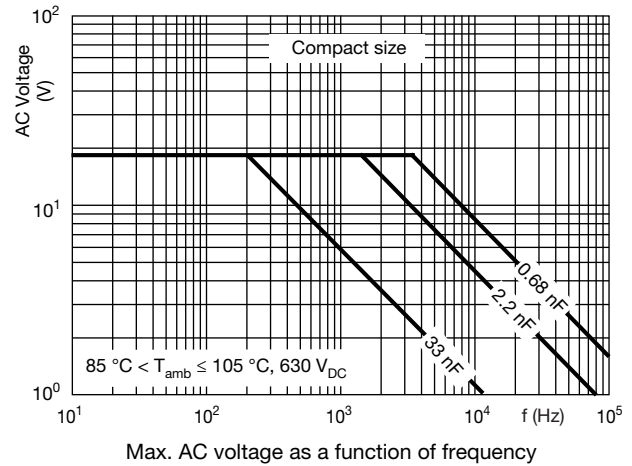 10²
Compact size
AC Voltage
(V)
10¹
0.68 nF
2.2 nF
33 nF
85 °C < Tamb ≤ 105 °C, 630 VDC
10⁰
10¹ 10² 10³ 10⁴ f (Hz) 10⁵
Max. AC voltage as a function of frequency